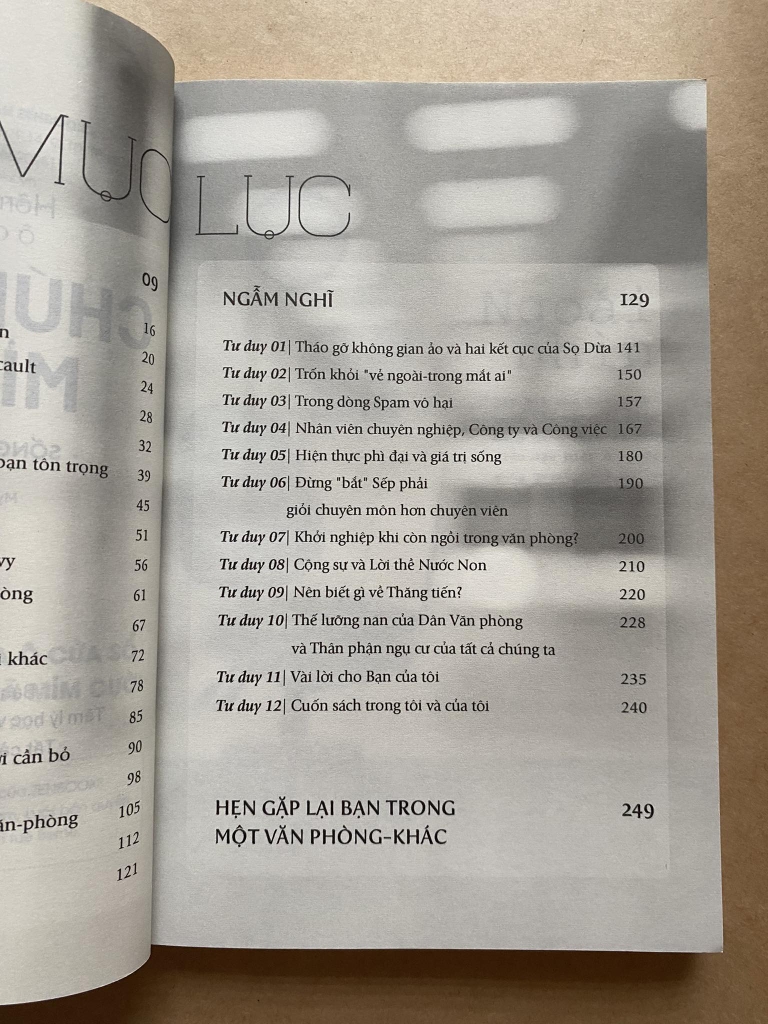 MỤC LỤC
09
16
20
24
28
32
bạn tôn trọng 39
45
51
56
61
67
khác 72
78
85
cần bỏ 90
98
ăn-phòng 105
112
121
NGẪM NGHĨ 129
Tư duy 01| Tháo gỡ không gian ảo và hai kết cục của Sọ Dừa 141
Tư duy 02| Trốn khỏi "vẻ ngoài-trong mắt ai" 150
Tư duy 03| Trong dòng Spam vô hại 157
Tư duy 04| Nhân viên chuyên nghiệp, Công ty và Công việc 167
Tư duy 05| Hiện thực phì đại và giá trị sống 180
Tư duy 06| Đừng "bắt" Sếp phải 190
giỏi chuyên môn hơn chuyên viên
Tư duy 07| Khởi nghiệp khi còn ngồi trong văn phòng? 200
Tư duy 08| Cộng sự và Lời thề Nước Non 210
Tư duy 09| Nên biết gì về Thăng tiến? 220
Tư duy 10| Thế lưỡng nan của Dân Văn phòng 228
và Thân phận ngụ cư của tất cả chúng ta
Tư duy 11| Vài lời cho Bạn của tôi 235
Tư duy 12| Cuốn sách trong tôi và của tôi 240
HẸN GẶP LẠI BẠN TRONG 249
MỘT VĂN PHÒNG-KHÁC